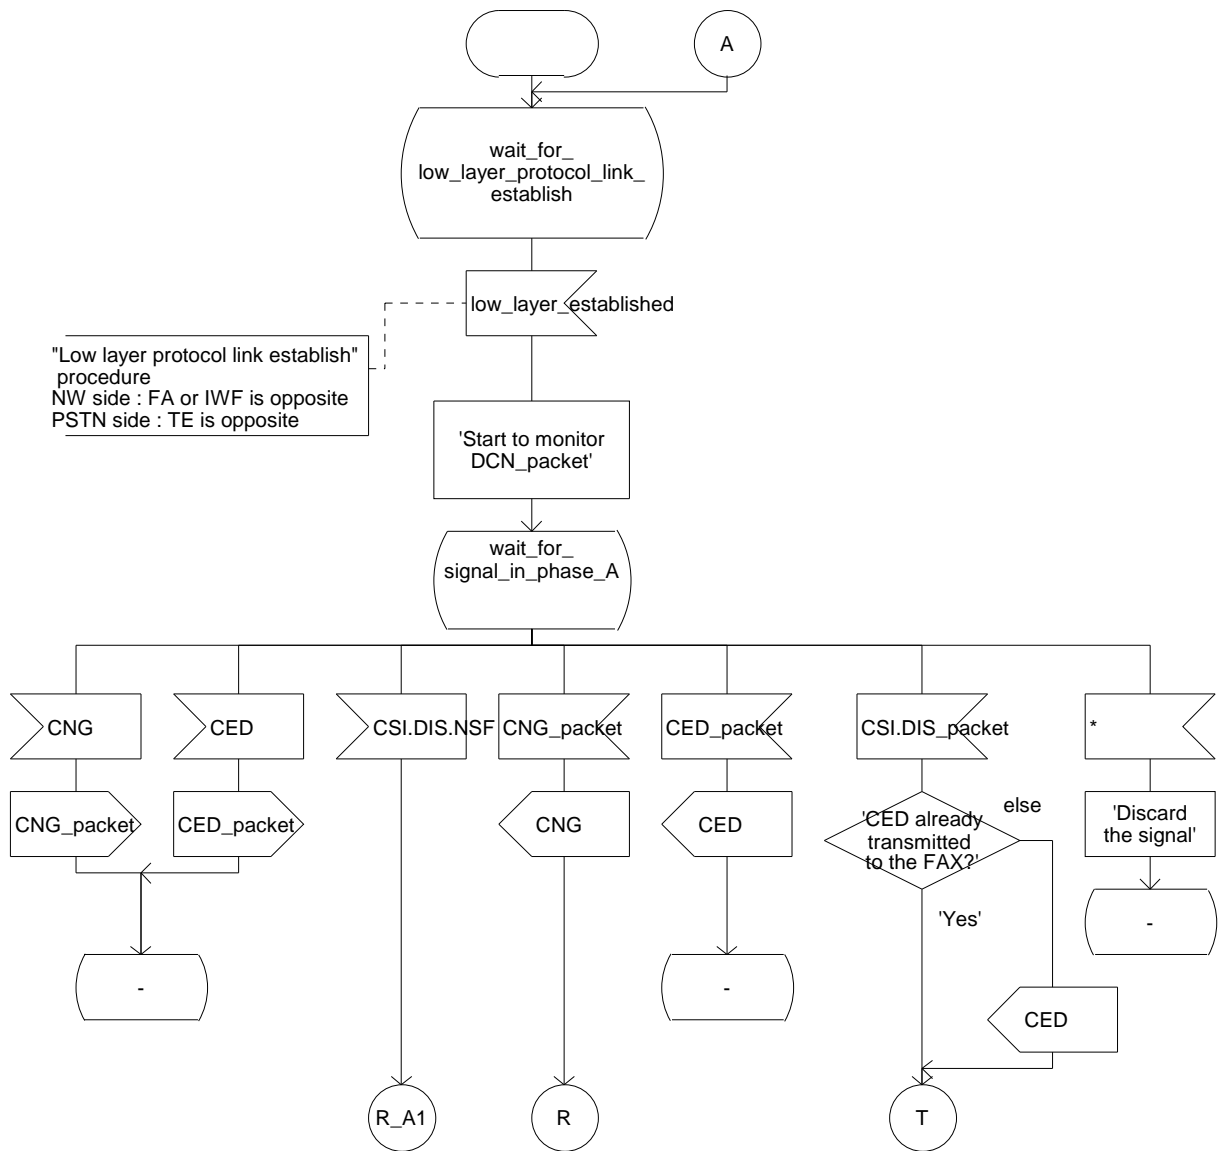 A
wait_for_
low_layer_protocol_link_
establish
low_layer_established
"Low layer protocol link establish"
procedure
NW side : FA or IWF is opposite
PSTN side : TE is opposite
'Start to monitor
DCN_packet'
wait_for_
signal_in_phase_A
CNG
CED
CSI.DIS.NSF
CNG_packet
CED_packet
CSI.DIS_packet
*
CNG_packet
CED_packet
CNG
CED
'CED already
transmitted
to the FAX?'
else
'Discard
the signal'
'Yes'
-
-
-
CED
R_A1
R
T